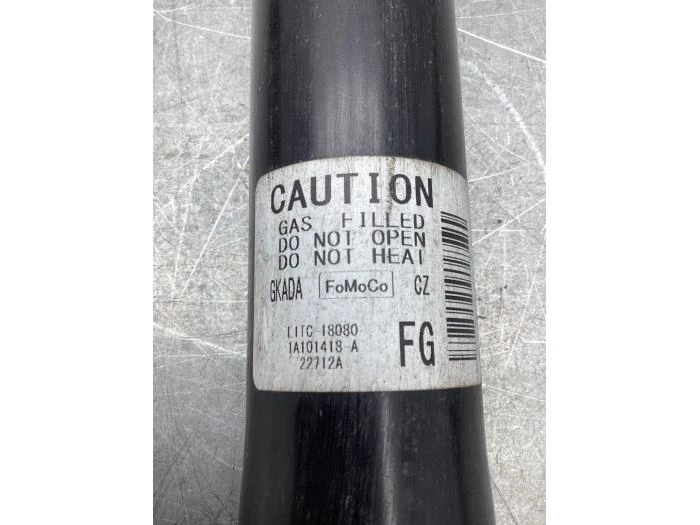 CAUTION
GAS FILLED
DO NOT OPEN
DO NOT HEAT
GKADA FoMoCo CZ
L1TC-18080
1A101418-A
22712A
FG